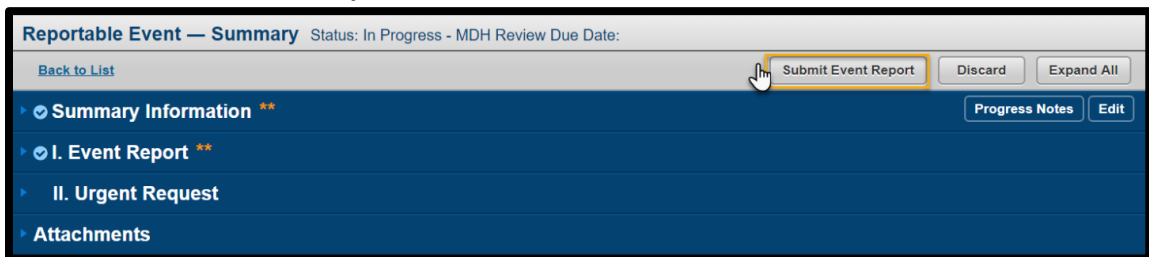 Reportable Event — Summary Status: In Progress - MDH Review Due Date:
Back to List Submit Event Report Discard Expand All
Summary Information ** Progress Notes Edit
I. Event Report **
II. Urgent Request
Attachments